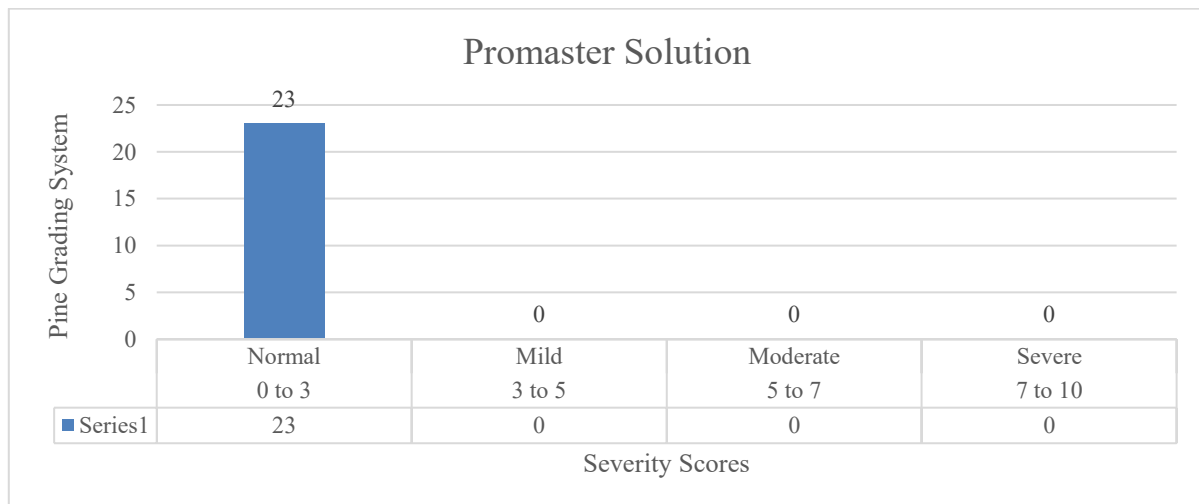 Promaster Solution
Pine Grading System
25
20
15
10
5
0
23
0
0
0
Normal Mild Moderate Severe
0 to 3 3 to 5 5 to 7 7 to 10
Series1 23 0 0 0
Severity Scores